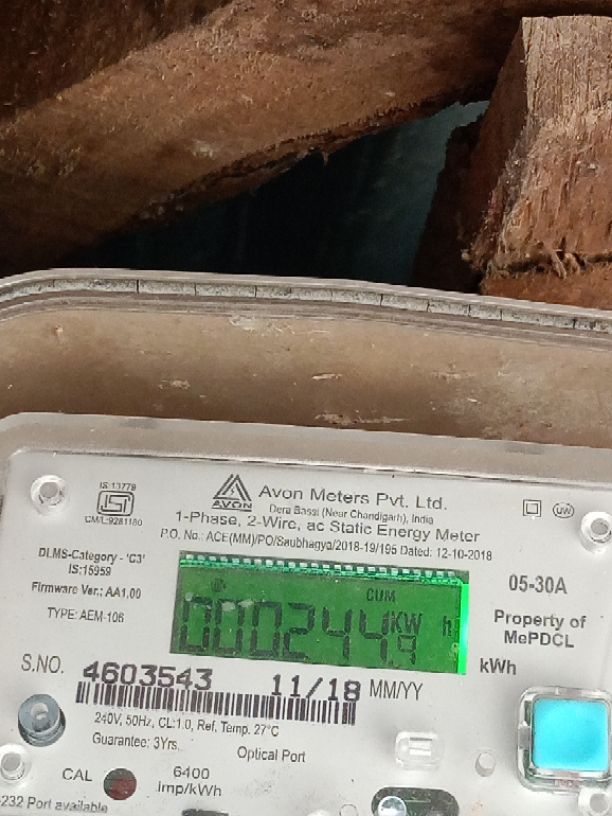 IS:13779
CM/L:9281180
AVON
Avon Meters Pvt. Ltd.
Dera Bassi (Near Chandigarh), India
1-Phase, 2-Wire, ac Static Energy Meter
P.O. No.: ACE(MM)/PO/Saubhagya/2018-19/195 Dated: 12-10-2018
UW
DLMS-Category - 'C3'
IS:15959
Firmware Ver.: AA1.00
TYPE: AEM-106
CUM
000244.9 KWh
05-30A
Property of
MePDCL
kWh
S.NO. 4603543 11/18 MM/YY
240V, 50Hz, CL:1.0, Ref, Temp. 27°C
Guarantee: 3Yrs.
Optical Port
CAL
6400
Imp/kWh
-232 Port available